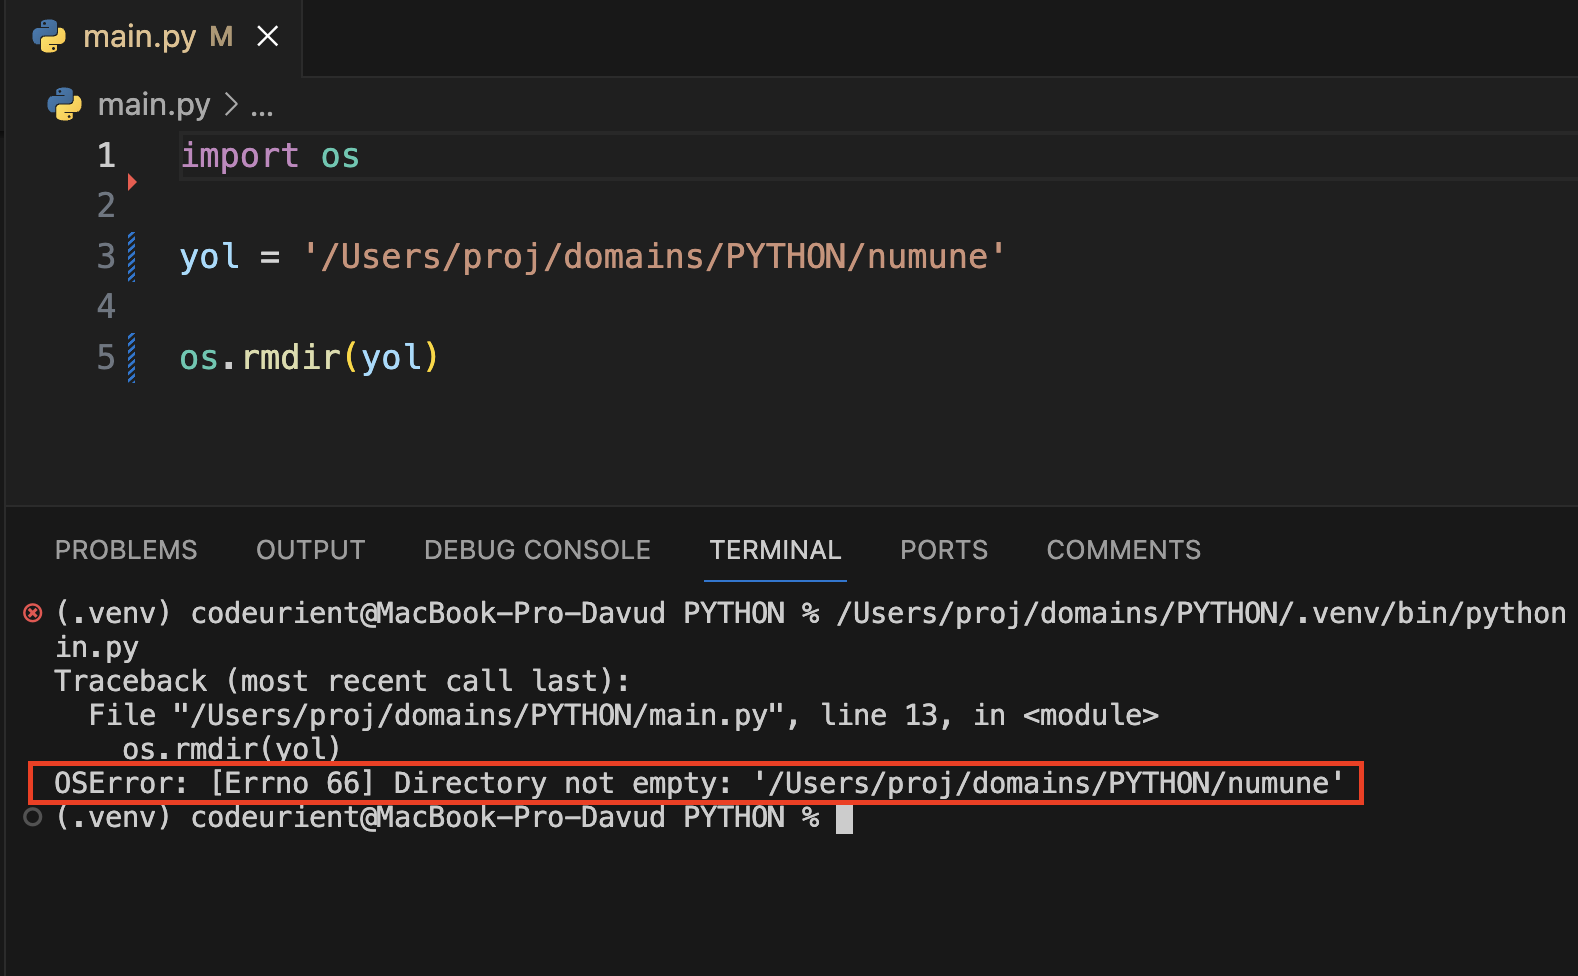 main.py M
main.py > ...
1 import os
2
3 yol = '/Users/proj/domains/PYTHON/numune'
4
5 os.rmdir(yol)
PROBLEMS OUTPUT DEBUG CONSOLE TERMINAL PORTS COMMENTS
(.venv) codeurient@MacBook-Pro-Davud PYTHON % /Users/proj/domains/PYTHON/.venv/bin/python
in.py
Traceback (most recent call last):
  File "/Users/proj/domains/PYTHON/main.py", line 13, in <module>
    os.rmdir(yol)
OSError: [Errno 66] Directory not empty: '/Users/proj/domains/PYTHON/numune'
(.venv) codeurient@MacBook-Pro-Davud PYTHON %